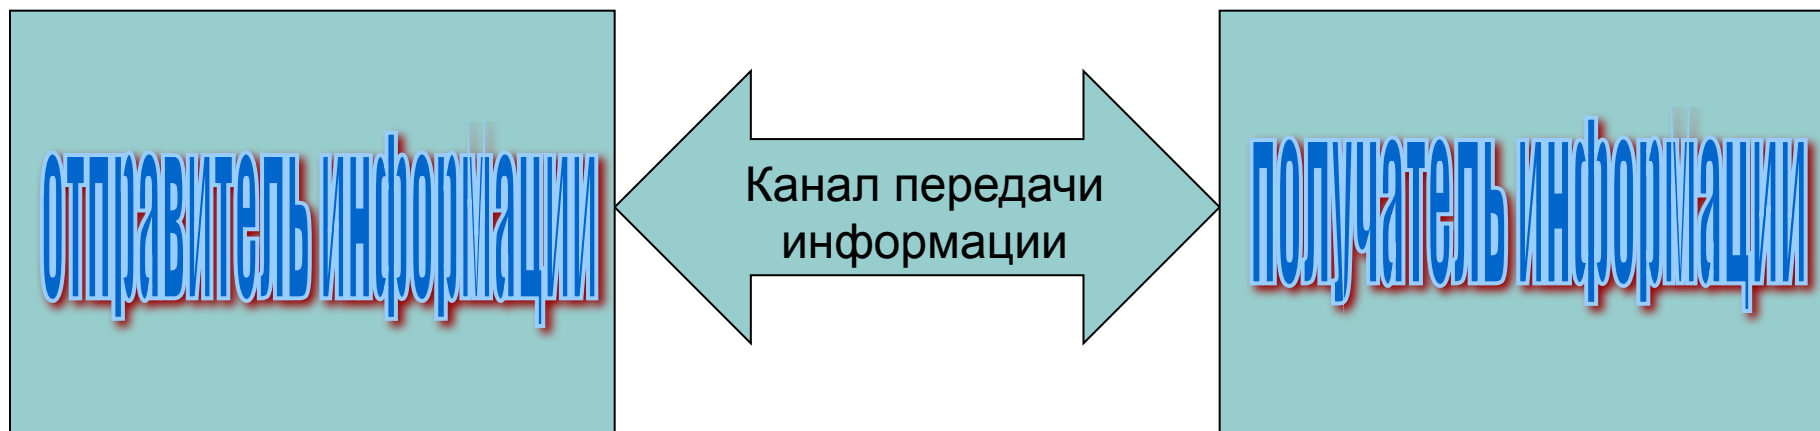 отправитель информации
Канал передачи
информации
получатель информации